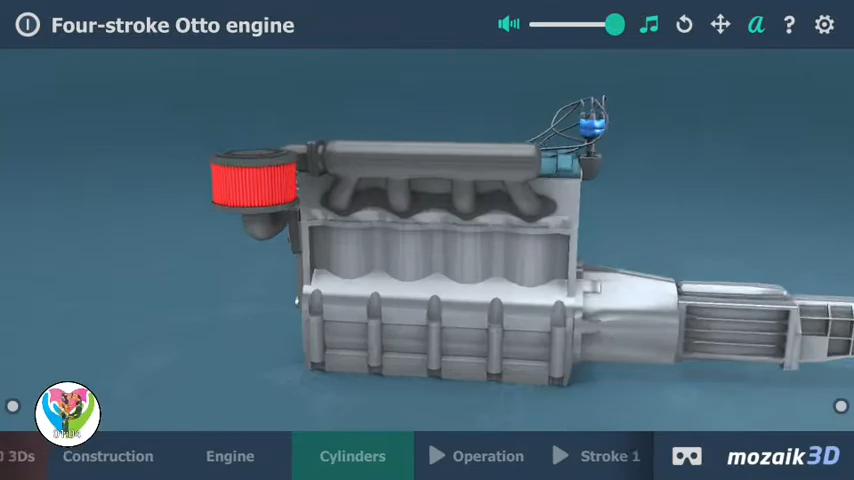 Four-stroke Otto engine
a
?
3Ds
Construction
Engine
Cylinders
Operation
Stroke 1
mozaik3D